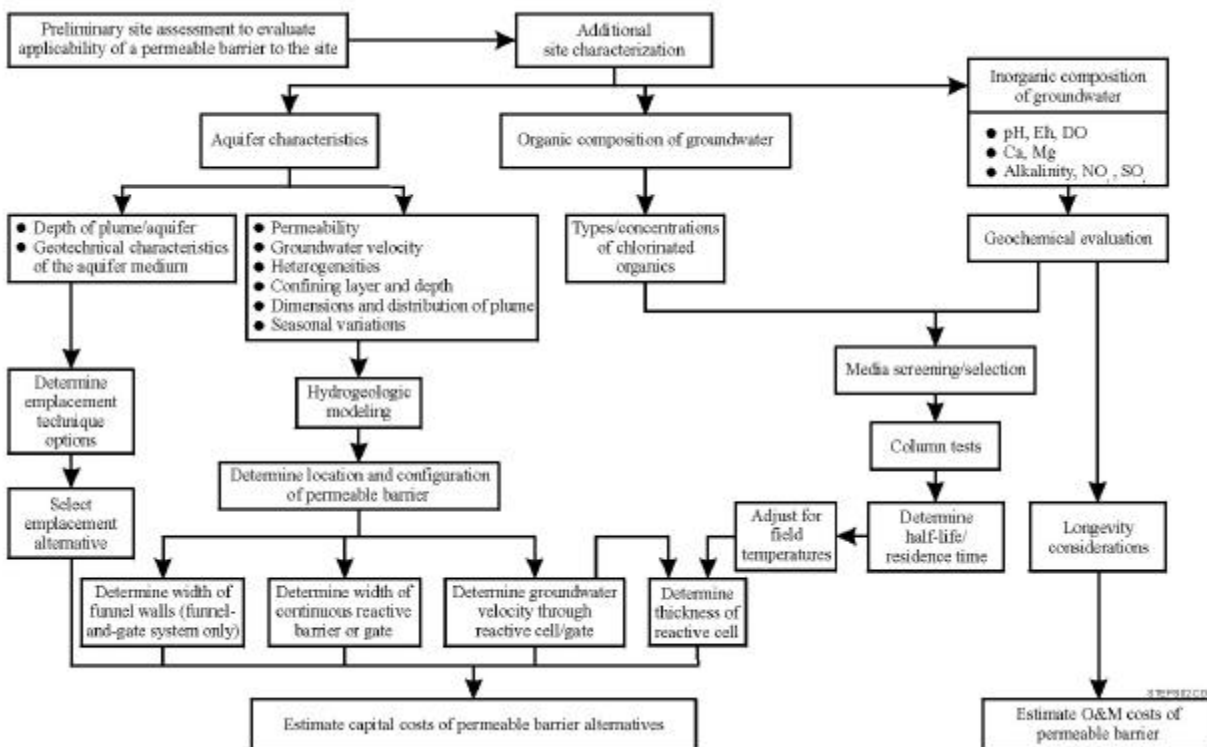 Preliminary site assessment to evaluate
applicability of a permeable barrier to the site
Additional
site characterization
Inorganic composition
of groundwater
● pH, Eh, DO
● Ca, Mg
● Alkalinity, NO, SO
Aquifer characteristics
Organic composition of groundwater
● Depth of plume/aquifer
● Geotechnical characteristics
of the aquifer medium
● Permeability
● Groundwater velocity
● Heterogeneities
● Confining layer and depth
● Dimensions and distribution of plume
● Seasonal variations
Types/concentrations
of chlorinated
organics
Geochemical evaluation
Media screening/selection
Determine
emplacement
technique
options
Hydrogeologic
modeling
Column tests
Determine location and configuration
of permeable barrier
Select
emplacement
alternative
Adjust for
field
temperatures
Determine
half-life/
residence time
Longevity
considerations
Determine width of
funnel walls (funnel-
and-gate system only)
Determine width of
continuous reactive
barrier or gate
Determine groundwater
velocity through
reactive cell/gate
Determine
thickness of
reactive cell
Estimate capital costs of permeable barrier alternatives
Estimate O&M costs of
permeable barrier